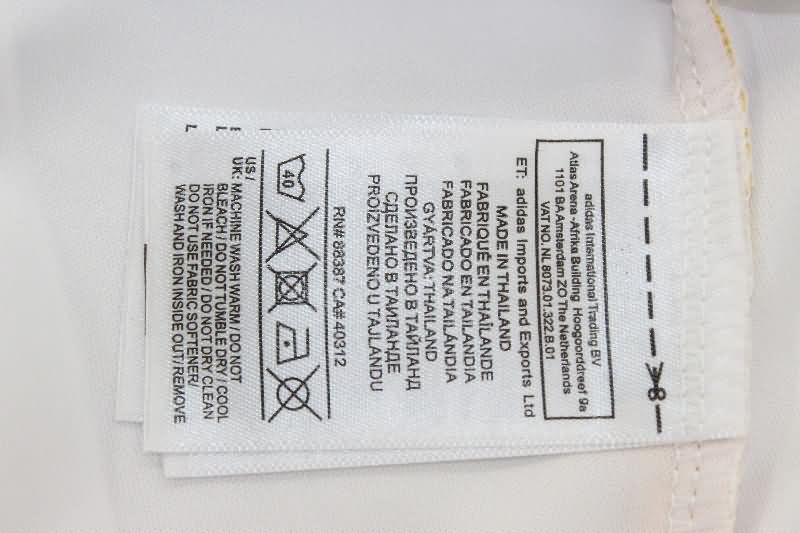 adidas International Trading BV
Atlas Arena -Afrika Building Hoogoorddreef 9a
1101 BA Amsterdam ZO The Netherlands
VAT NO. NL 8073.01.322.B.01
ET: adidas Imports and Exports Ltd
MADE IN THAILAND
FABRIQUÉ EN THAÏLANDE
FABRICADO EN TAILANDIA
FABRICADO NA TAILÂNDIA
GYÁRTVA: THAILAND
ПРОИЗВЕДЕНО В ТАЙЛАНД
СДЕЛАНО В ТАИЛАНДЕ
PROIZVEDENO U TAJLANDU
RN# 88387 CA# 40312
40
US /
UK: MACHINE WASH WARM / DO NOT
BLEACH / DO NOT TUMBLE DRY / COOL
IRON IF NEEDED / DO NOT DRY CLEAN
DO NOT USE FABRIC SOFTENER/
WASH AND IRON INSIDE OUT / REMOVE